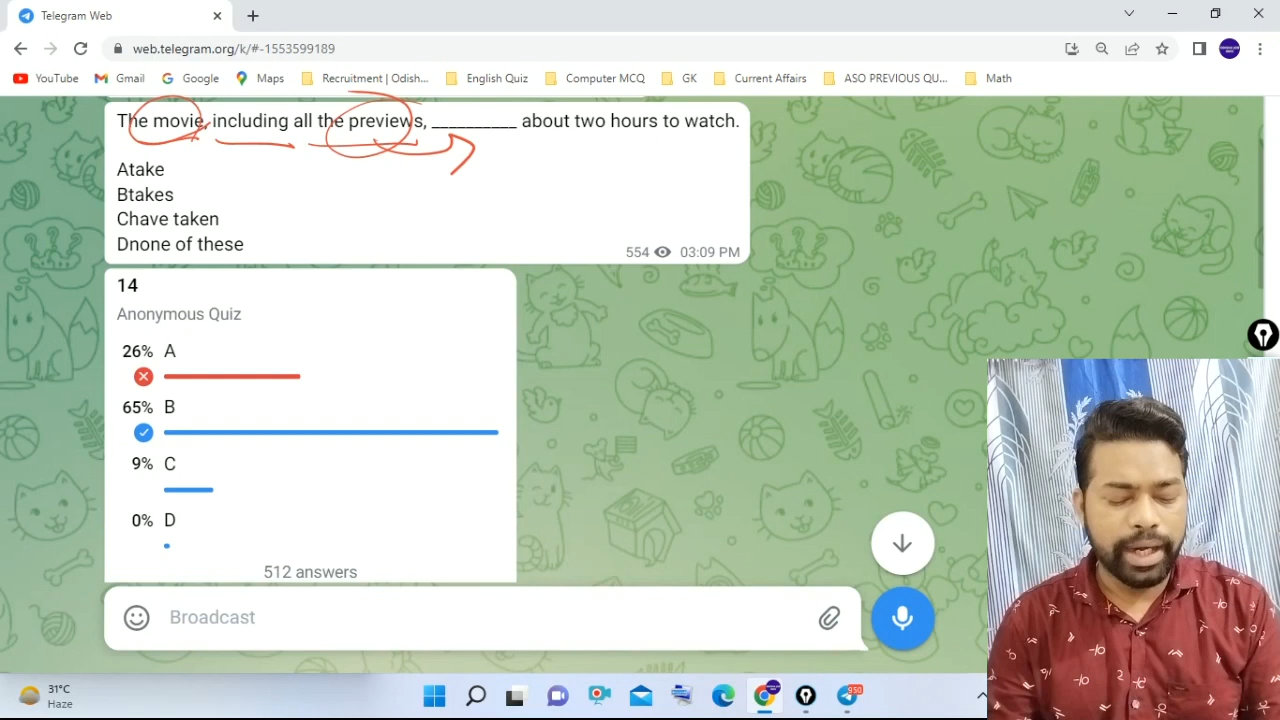 Telegram Web
web.telegram.org/k/#-1553599189
YouTube Gmail Google Maps Recruitment | Odish... English Quiz Computer MCQ GK Current Affairs ASO PREVIOUS QU... Math
The movie, including all the previews, __________ about two hours to watch.
Atake
Btakes
Chave taken
Dnone of these
554 03:09 PM
14
Anonymous Quiz
26% A
65% B
9% C
0% D
512 answers
Broadcast
31°C
Haze
950